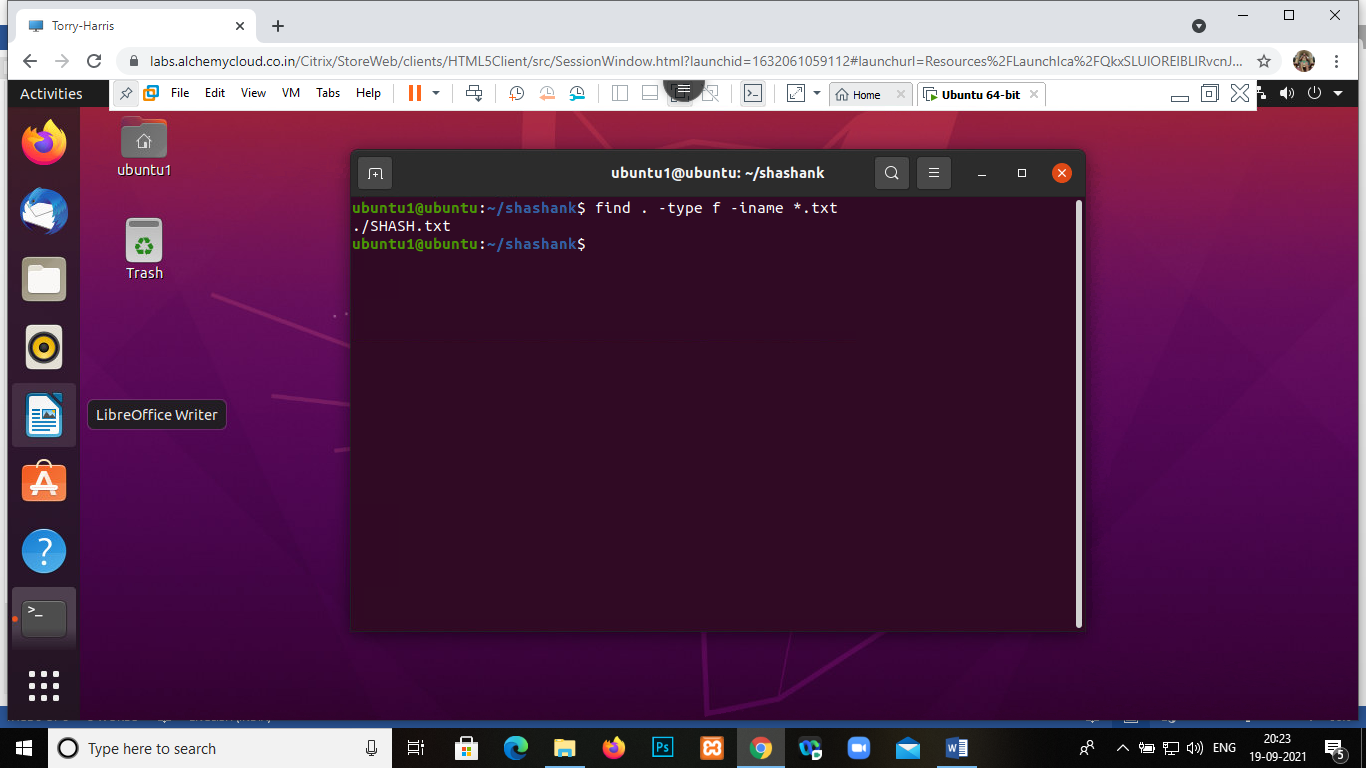 Torry-Harris
labs.alchemycloud.co.in/Citrix/StoreWeb/clients/HTML5Client/src/SessionWindow.html?launchid=1632061059112#launchurl=Resources%2FLaunchIca%2FQkxSLUlOREIBLIRvcnJ...
Activities
File Edit View VM Tabs Help
Home
Ubuntu 64-bit
ubuntu1
Trash
ubuntu1@ubuntu: ~/shashank
ubuntu1@ubuntu:~/shashank$ find . -type f -iname *.txt
./SHASH.txt
ubuntu1@ubuntu:~/shashank$
LibreOffice Writer
Type here to search
Ps
ENG
20:23
19-09-2021
5